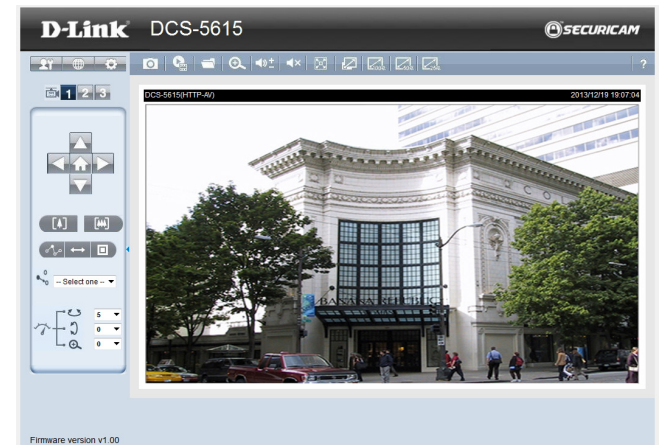 D-Link DCS-5615 SECURICAM
?
1 2 3
DCS-5615(HTTP-AV) 2013/12/19 19:07:04
BANANA REPUBLIC
-- Select one --
5
0
0
Firmware version v1.00